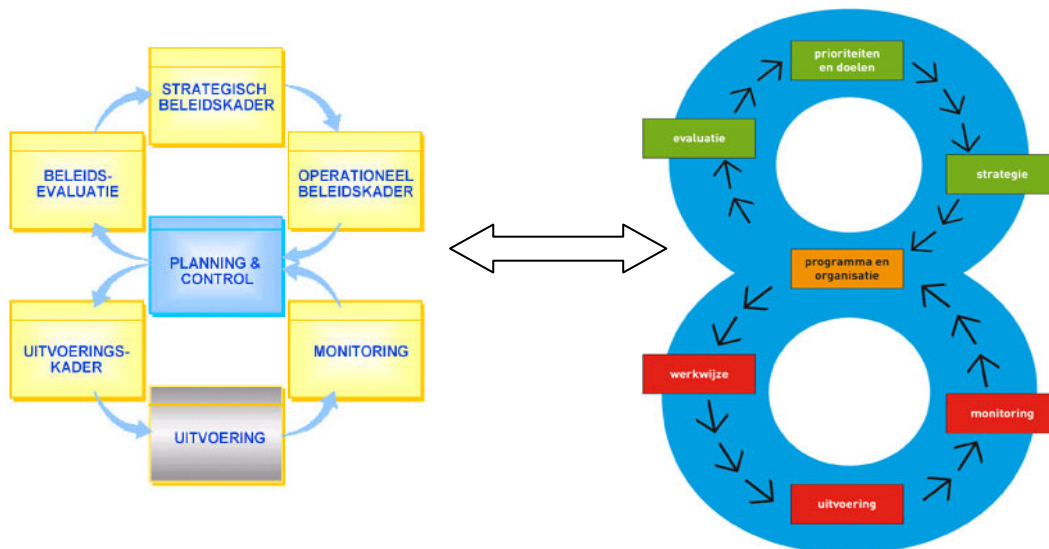 STRATEGISCH
BELEIDSKADER
BELEIDS-
EVALUATIE
OPERATIONEEL
BELEIDSKADER
PLANNING &
CONTROL
UITVOERINGS-
KADER
MONITORING
UITVOERING
prioriteiten
en doelen
evaluatie
strategie
programma en
organisatie
werkwijze
monitoring
uitvoering